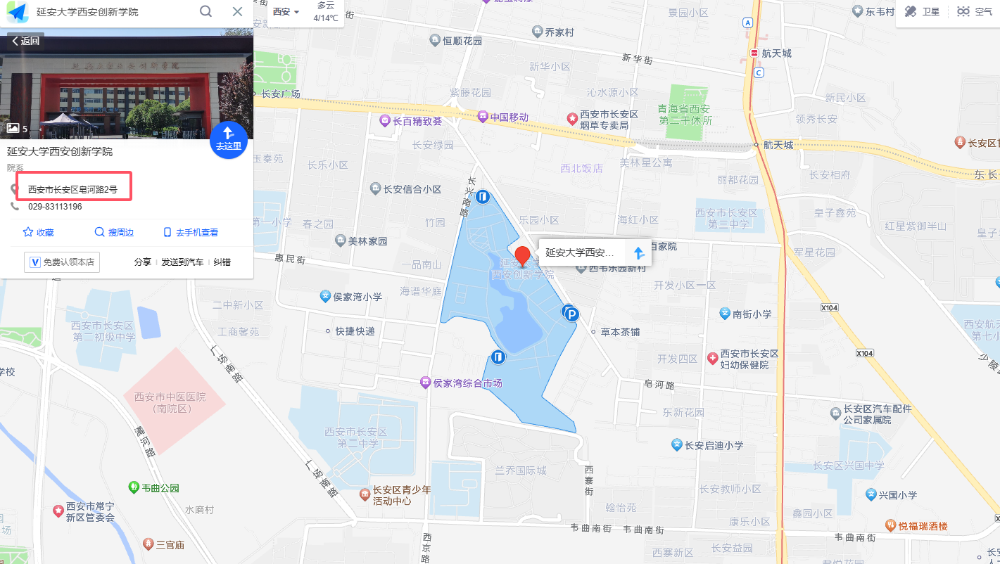 延安大学西安创新学院
西安
多云
4/14℃
卫星
空气
返回
延安大学西安创新学院
5
去这里
延安大学西安创新学院
院系
西安市长安区皂河路2号
029-83113196
收藏
搜周边
去手机查看
免费认领本店
分享
发送到汽车
纠错
景园小区
东韦村
乔家村
恒顺花园
新华街
新华小区
A
航天城
C
长安广场
紫藤花园
沁水源小区
新民小区
长百精致荟
中国移动
西安市长安区
烟草专卖局
青海省西安
第二干休所
领秀长安
长安绿园
航天城
玉秦苑
长乐小区
西北饭店
美林星公寓
长安相府
长兴南路
长安信合小区
丽都花园
第一小学
春之园
竹园
乐园小区
海红小区
西安市长安区
第三中学
皇子鑫苑
红星紫御半山
美林家园
惠民街
一品南山
延安大学西安...
百家院
军星花园
西安创新学院
西韦乐园新村
海谱华庭
侯家湾小学
开发小区一区
二中新小区
P
南街小学
X104
西安市长安区
第二初级中学
工商馨苑
快捷快递
草本茶铺
X104
广场南路
开发四区
西安市长安区
妇幼保健院
少陵
学校
侯家湾综合市场
皂河路
西安市中医医院
(南院区)
东新花园
长安区汽车配件
公司家属院
潏河路
西安市长安区
第二中学
长安启迪小学
广场南路
兰乔国际城
西寨街
长安区兴国中学
韦曲公园
长安区青少年
活动中心
长安教师小区
兴国小学
西安市常宁
新区管委会
水磨村
翰怡苑
康乐小区
鑫园小区
韦曲南街
韦曲南街
悦福瑞酒楼
韦曲南街
三官庙
西京路
西寨新区
长安益园